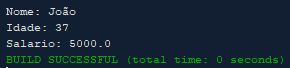 Nome: João
Idade: 37
Salario: 5000.0
BUILD SUCCESSFUL (total time: 0 seconds)